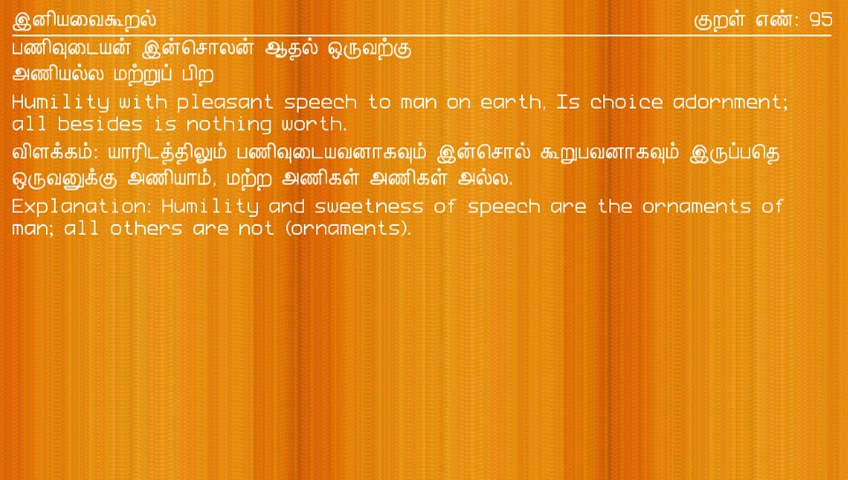 இனியவைகூறல் குறள் எண்: 95
பணிவுடையன் இன்சொலன் ஆதல் ஒருவற்கு
அணியல்ல மற்றுப் பிற
Humility with pleasant speech to man on earth, Is choice adornment;
all besides is nothing worth.
விளக்கம்: யாரிடத்திலும் பணிவுடையவனாகவும் இன்சொல் கூறுபவனாகவும் இருப்பதெ
ஒருவனுக்கு அணியாம், மற்ற அணிகள் அணிகள் அல்ல.
Explanation: Humility and sweetness of speech are the ornaments of
man; all others are not (ornaments).